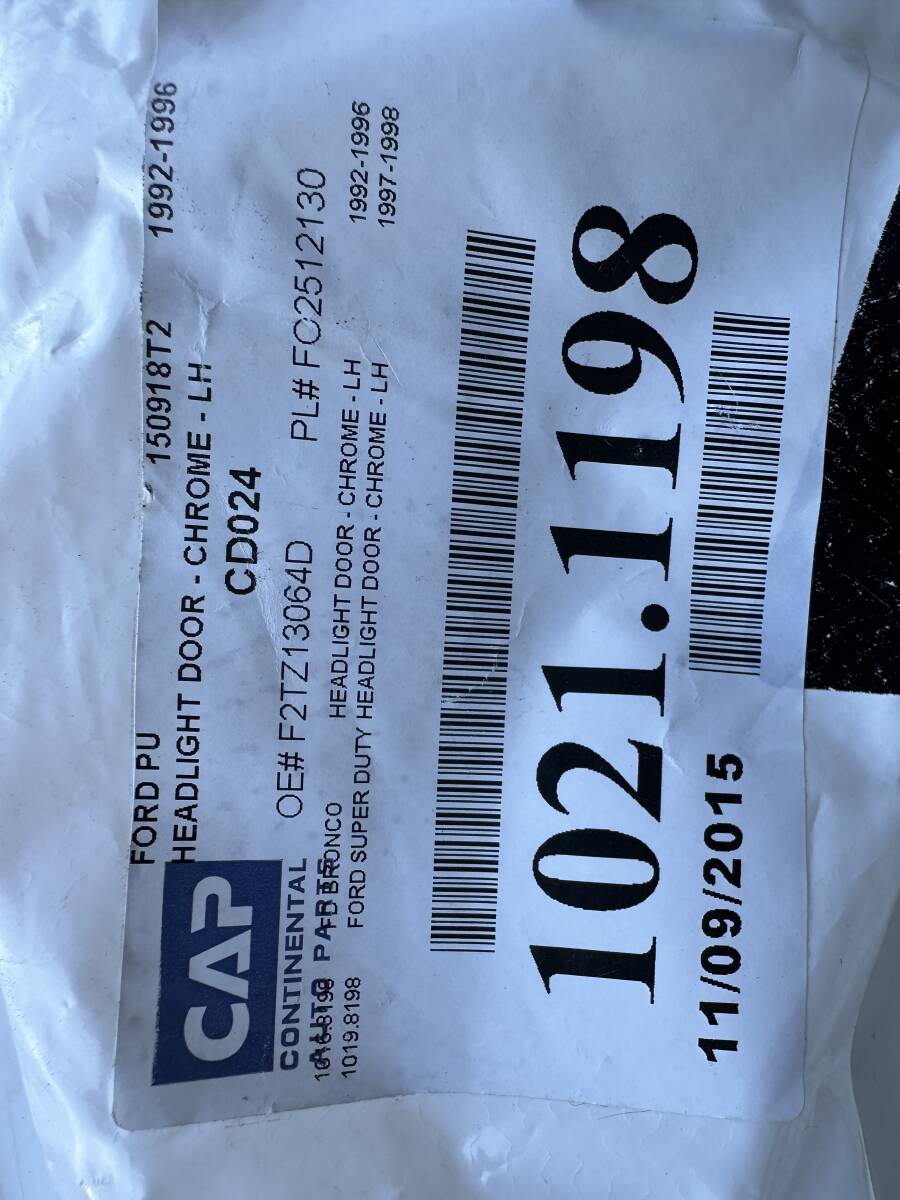 FORD PU 150918T2 1992-1996
HEADLIGHT DOOR - CHROME - LH
CD024
CAP
CONTINENTAL
AUTO PARTS
OE# F2TZ13064D PL# FO2512130
FD BRONCO HEADLIGHT DOOR - CHROME - LH 1992-1996
1019.8198 FORD SUPER DUTY HEADLIGHT DOOR - CHROME - LH 1997-1998
1021.1198
11/09/2015